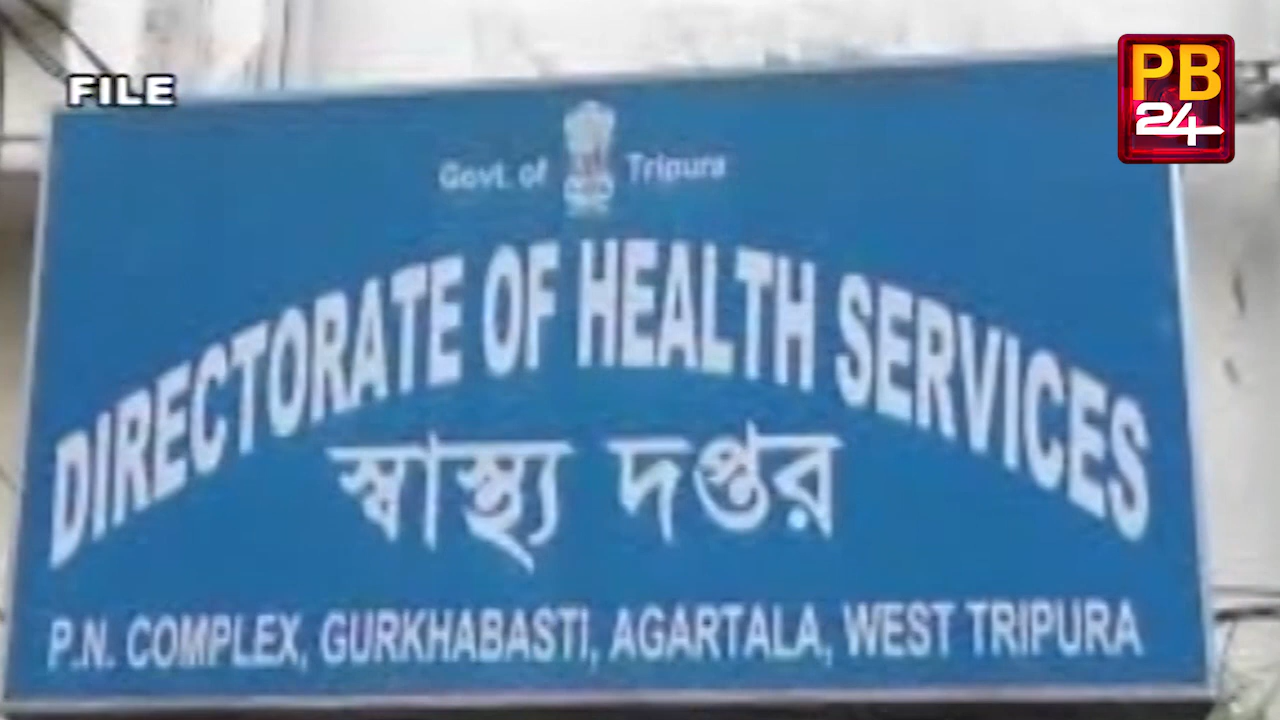 FILE
PB
24
Govt. of Tripura
DIRECTORATE OF HEALTH SERVICES
স্বাস্থ্য দপ্তর
P.N. COMPLEX, GURKHABASTI, AGARTALA, WEST TRIPURA